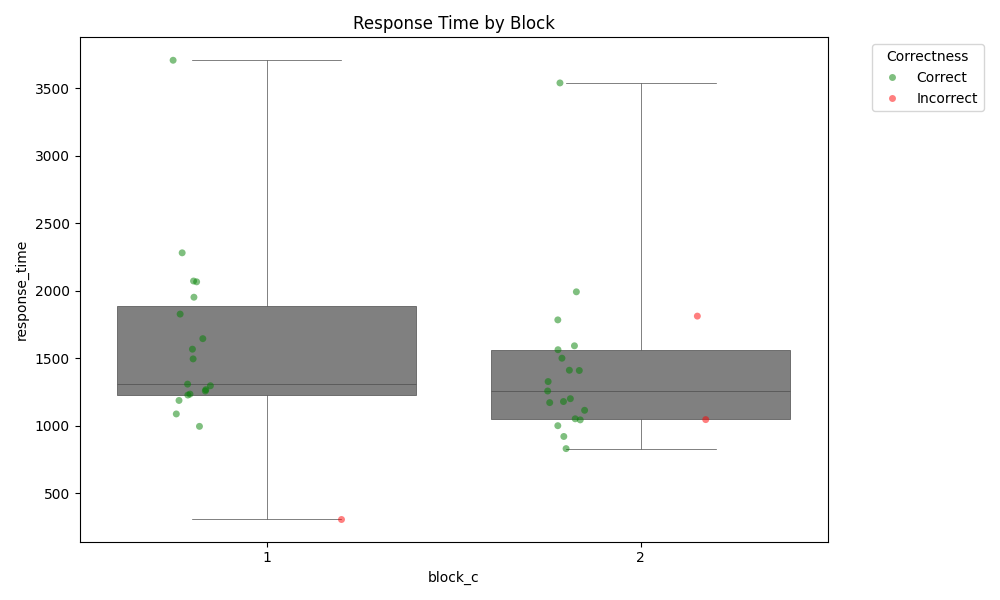 Response Time by Block
Correctness
Correct
Incorrect
response_time
3500
3000
2500
2000
1500
1000
500
1
2
block_c